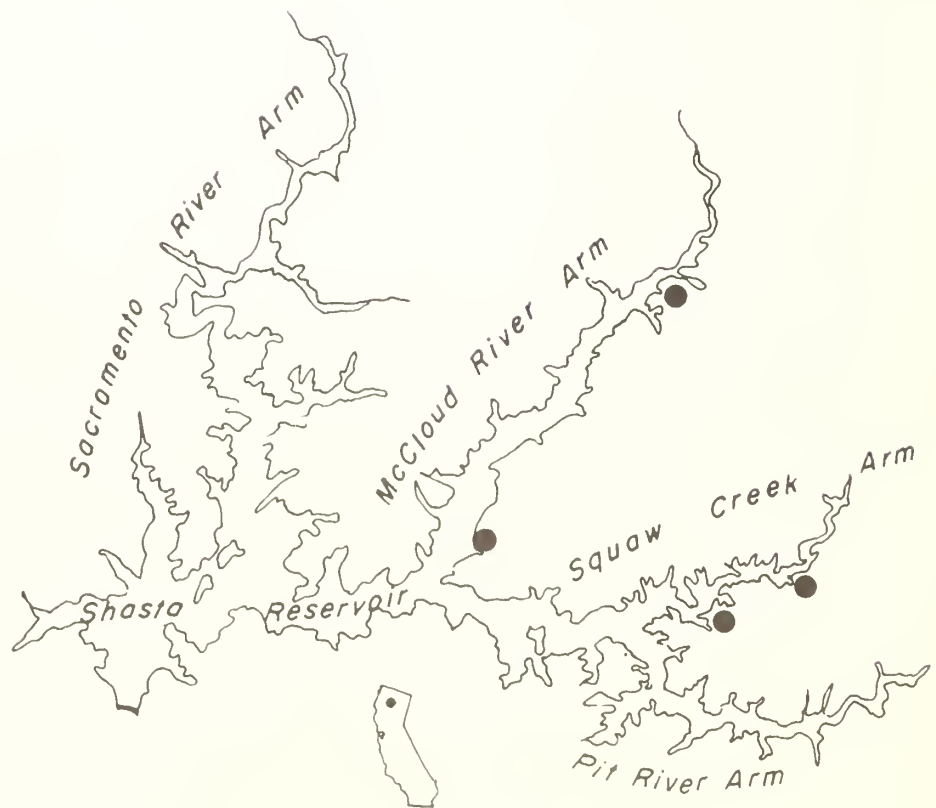 Sacramento River Arm
McCloud River Arm
Squaw Creek Arm
Shasta Reservoir
Pit River Arm